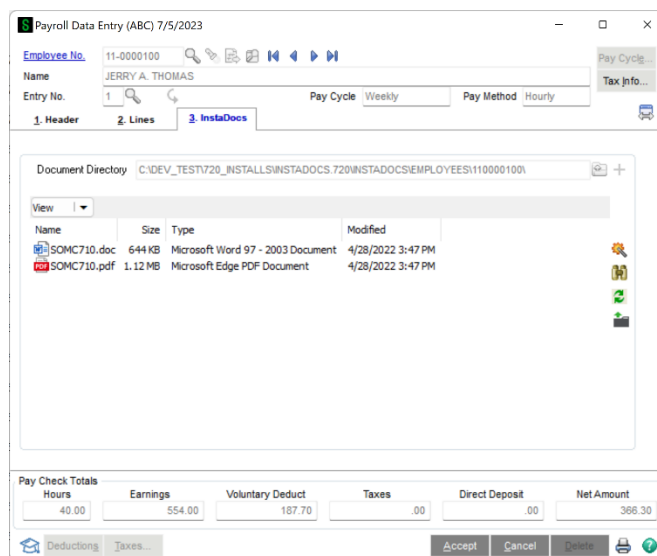 Payroll Data Entry (ABC) 7/5/2023
Employee No. 11-0000100 Pay Cycle...
Name JERRY A. THOMAS Tax Info...
Entry No. 1 Pay Cycle Weekly Pay Method Hourly
1. Header 2. Lines 3. InstaDocs
Document Directory C:\DEV_TEST\720_INSTALLS\INSTADOCS.720\INSTADOCS\EMPLOYEES\110000100\
View
Name Size Type Modified
SOMC710.doc 644 KB Microsoft Word 97 - 2003 Document 4/28/2022 3:47 PM
SOMC710.pdf 1.12 MB Microsoft Edge PDF Document 4/28/2022 3:47 PM
Pay Check Totals
Hours Earnings Voluntary Deduct Taxes Direct Deposit Net Amount
40.00 554.00 187.70 .00 .00 366.30
Deductions Taxes... Accept Cancel Delete